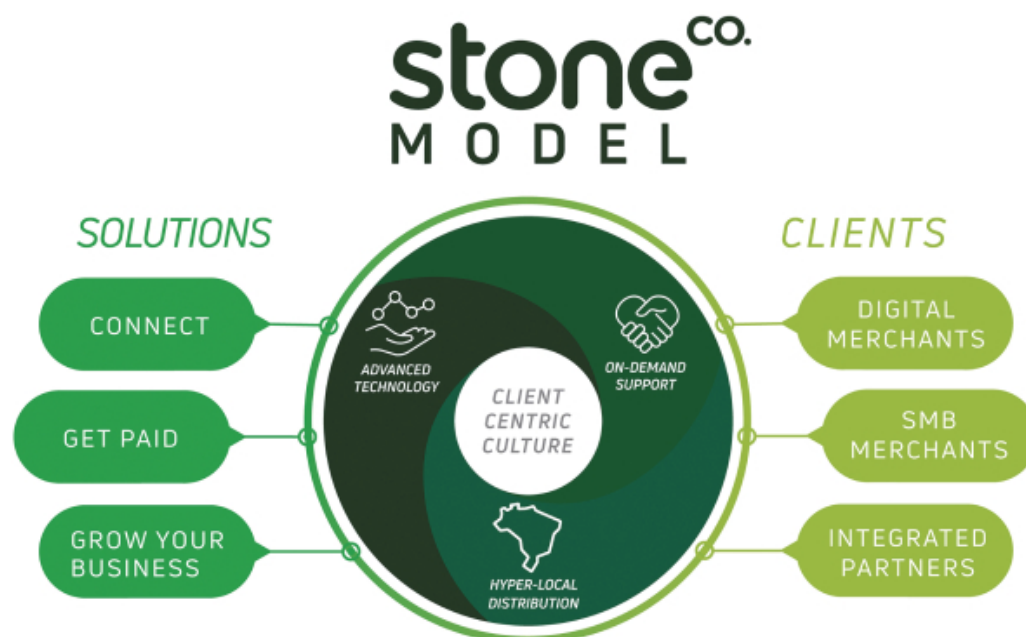 stone CO.
MODEL
SOLUTIONS
CONNECT
GET PAID
GROW YOUR
BUSINESS
ADVANCED
TECHNOLOGY
ON-DEMAND
SUPPORT
CLIENT
CENTRIC
CULTURE
HYPER-LOCAL
DISTRIBUTION
CLIENTS
DIGITAL
MERCHANTS
SMB
MERCHANTS
INTEGRATED
PARTNERS